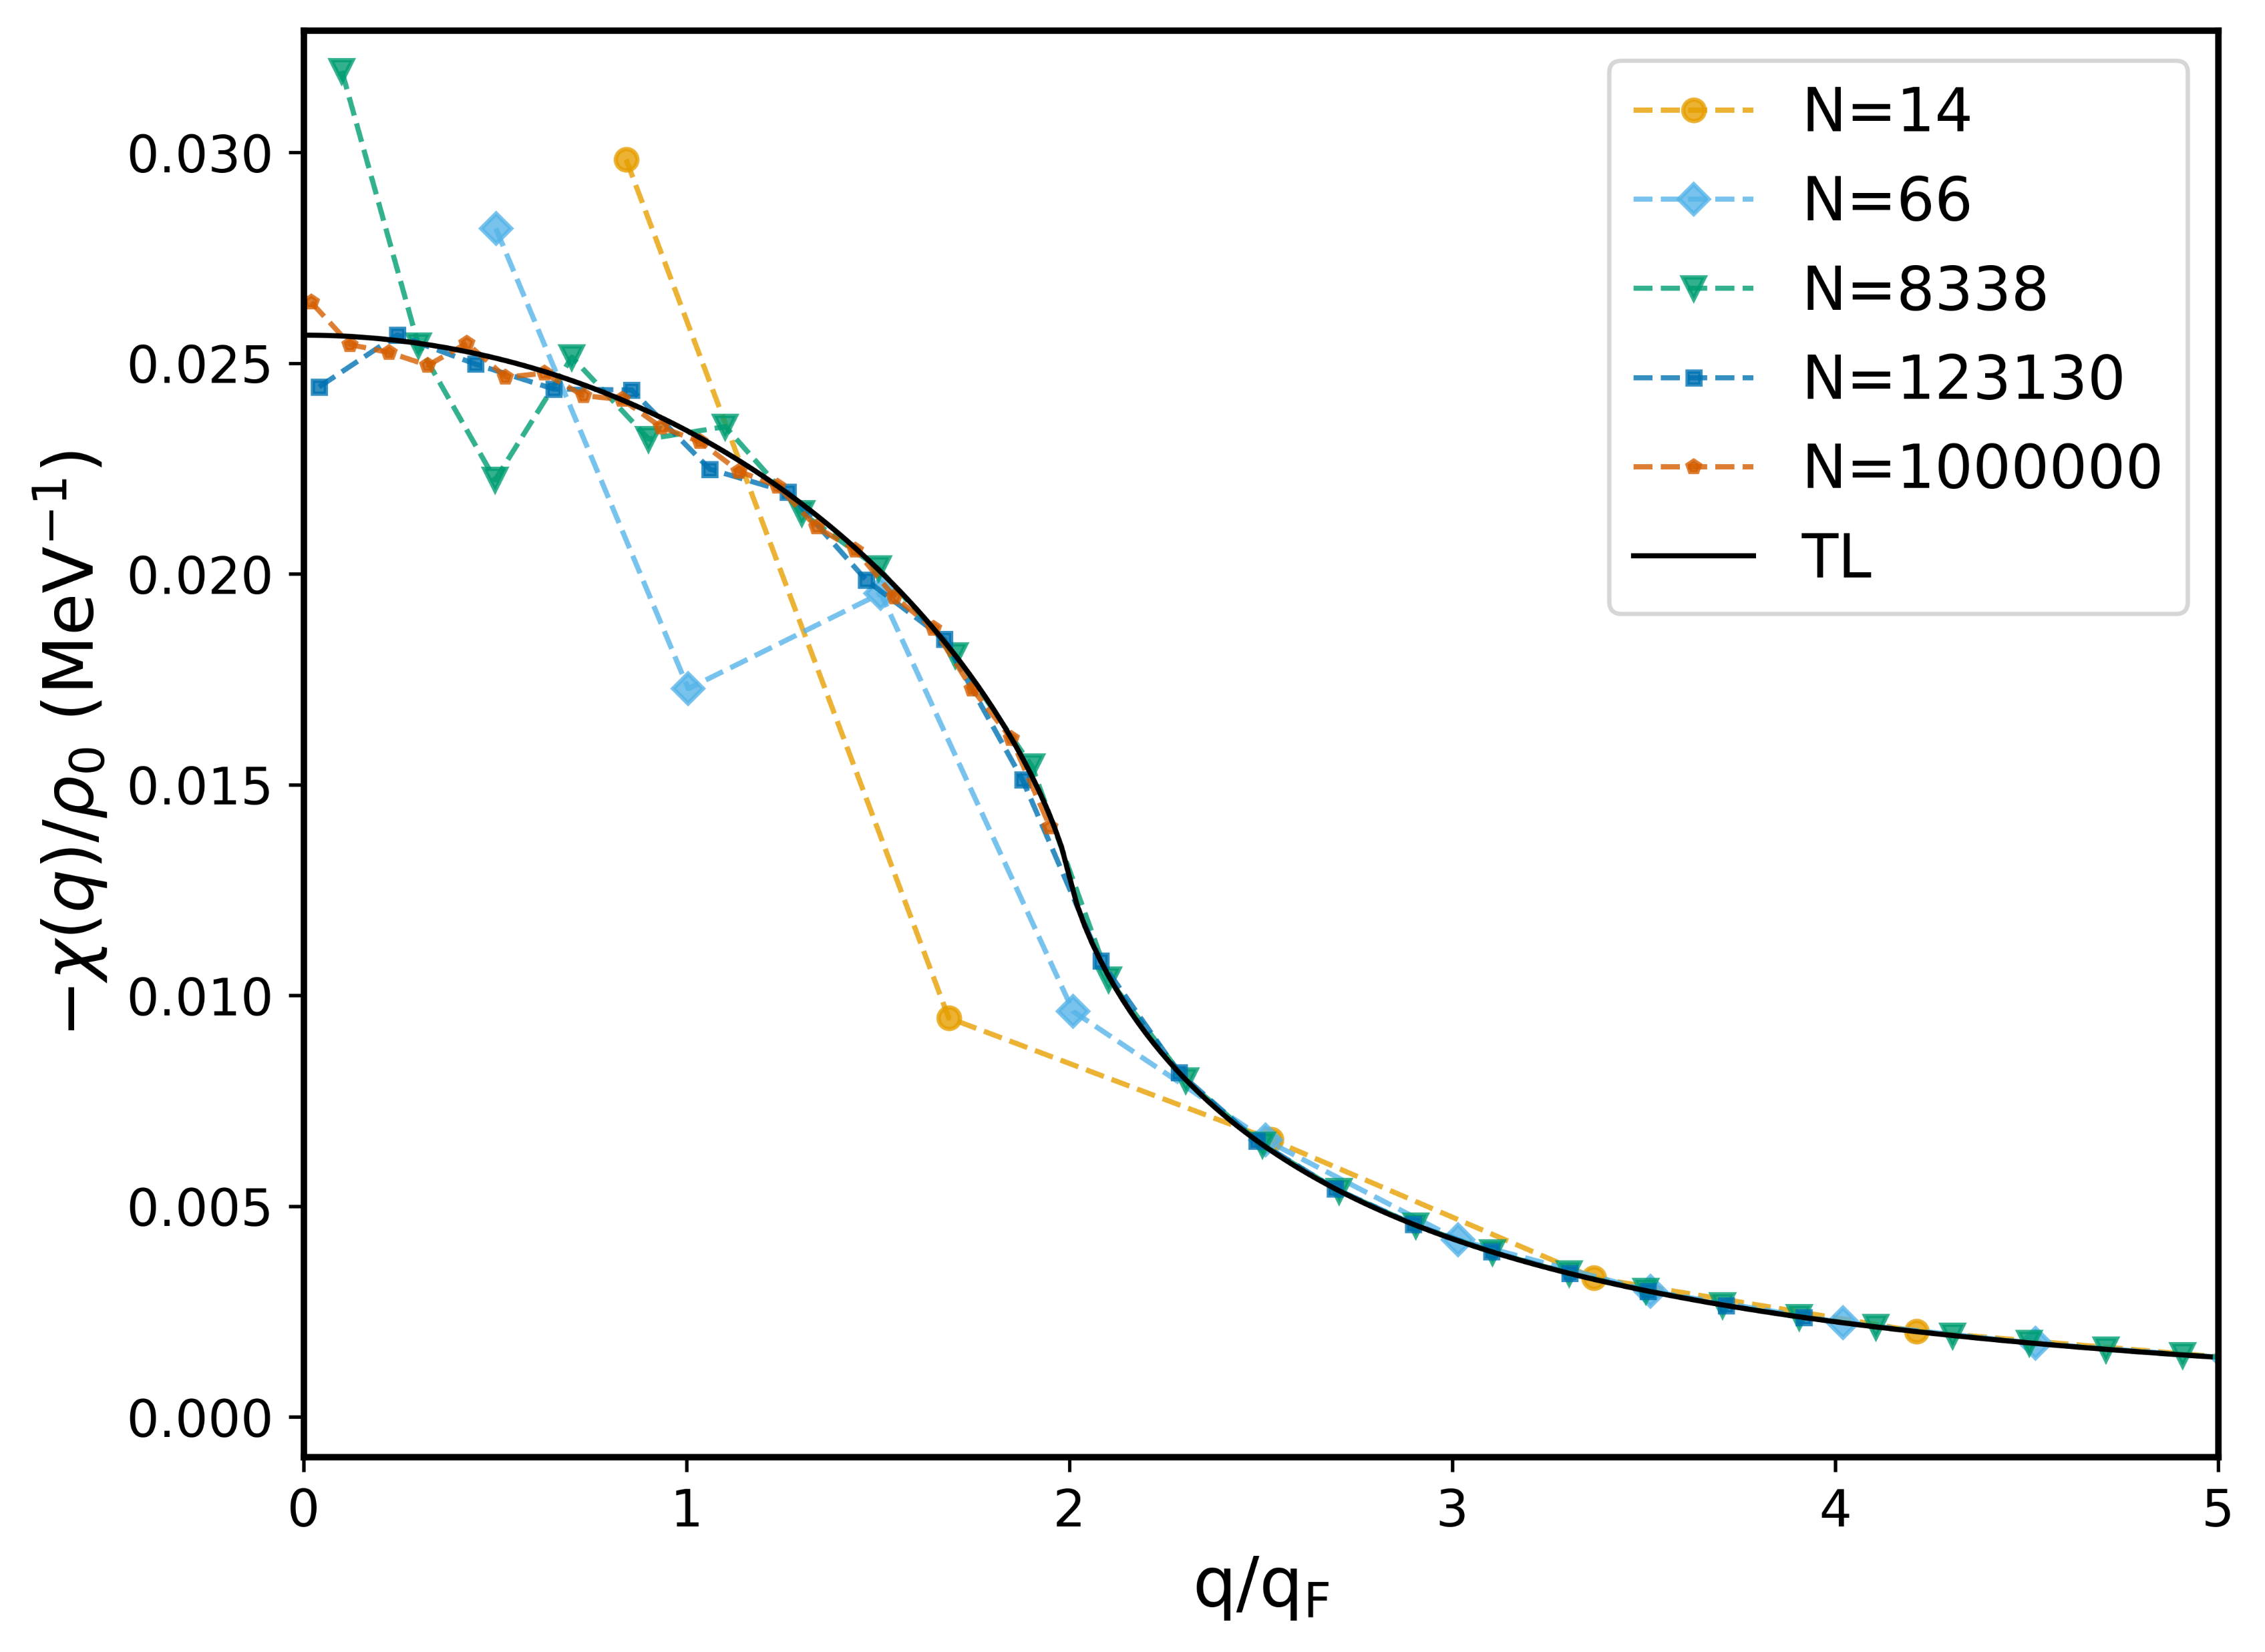 −χ(q)/ρ₀ (MeV⁻¹)
0.030
0.025
0.020
0.015
0.010
0.005
0.000
N=14
N=66
N=8338
N=123130
N=1000000
TL
0 1 2 3 4 5
q/q_F